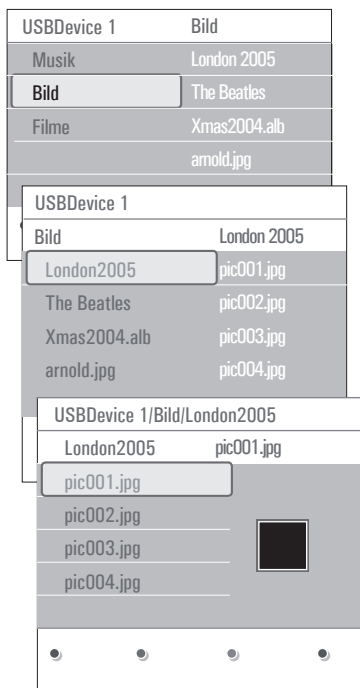 USBDevice 1 Bild
Musik London 2005
Bild The Beatles
Filme Xmas2004.alb
arnold.jpg
USBDevice 1
Bild London 2005
London2005 pic001.jpg
The Beatles pic002.jpg
Xmas2004.alb pic003.jpg
arnold.jpg pic004.jpg
USBDevice 1/Bild/London2005
London2005 pic001.jpg
pic001.jpg
pic002.jpg
pic003.jpg
pic004.jpg